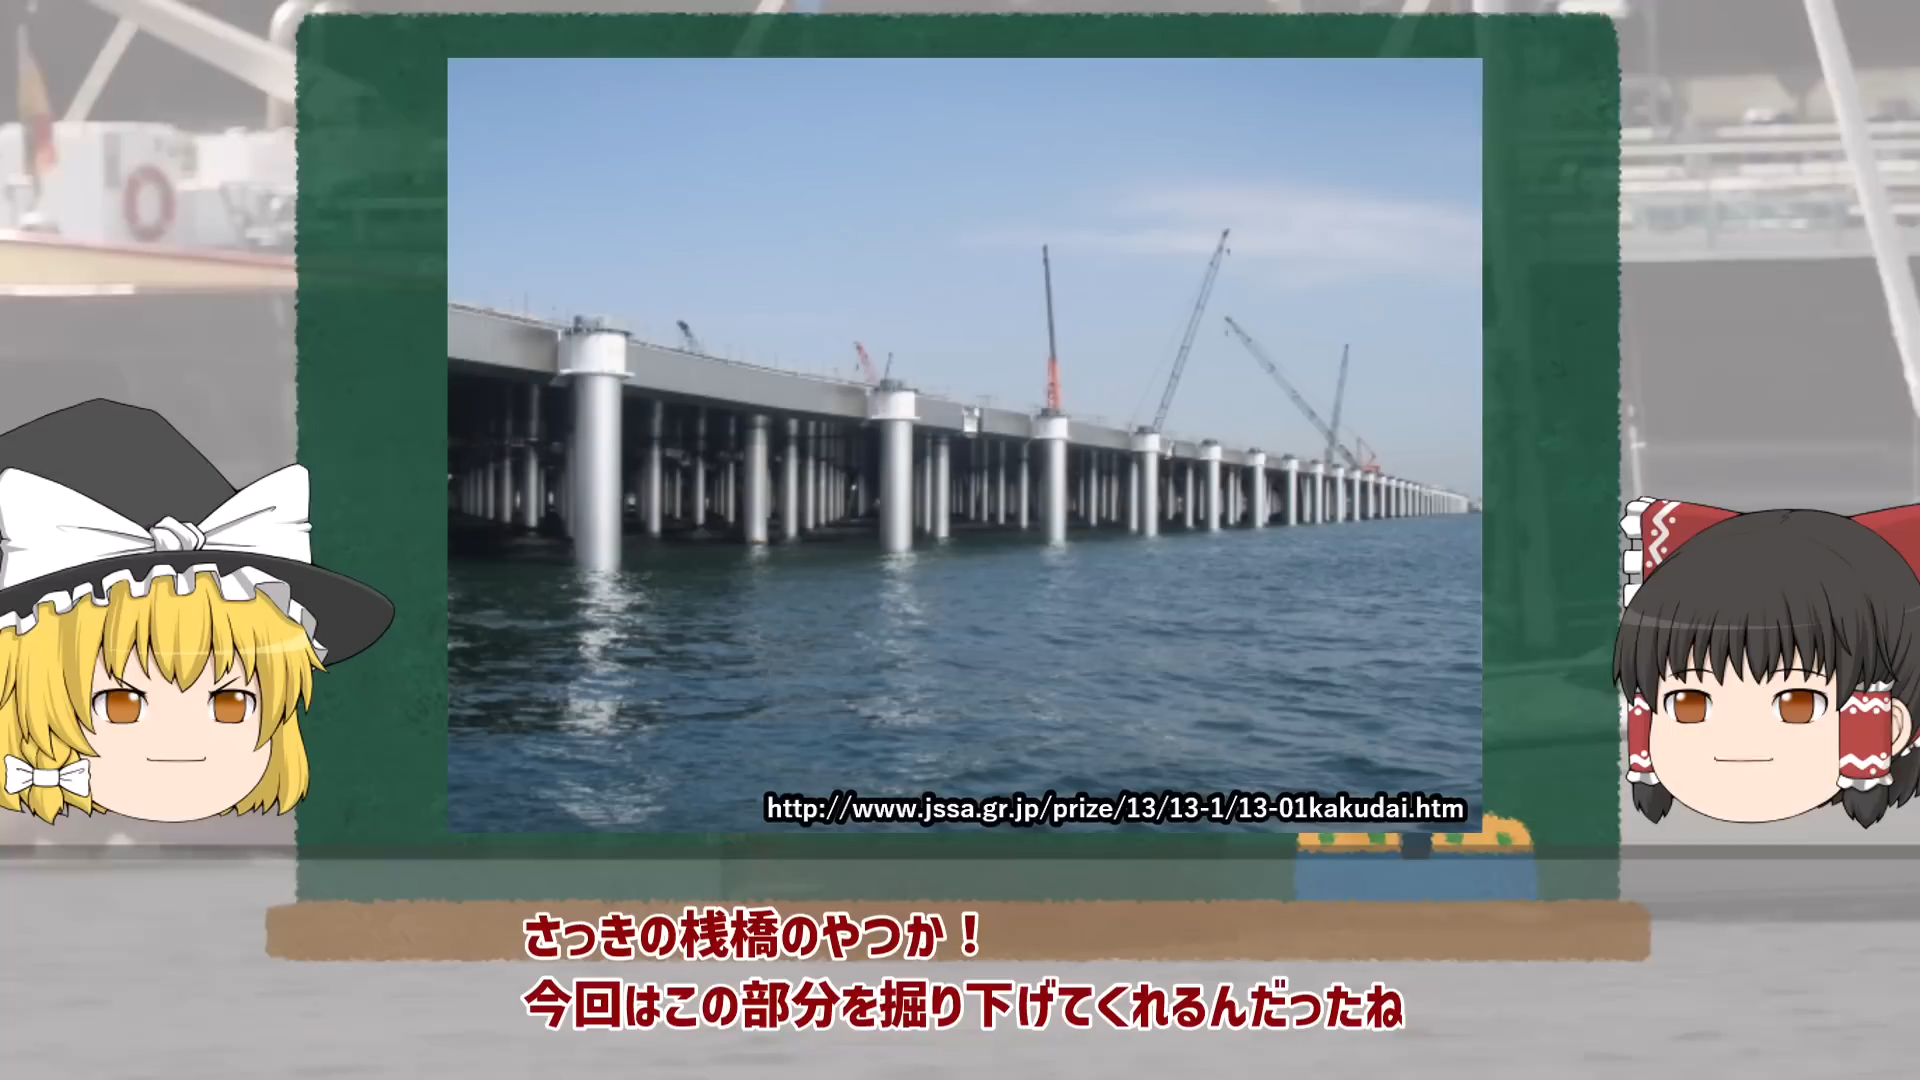 http://www.jssa.gr.jp/prize/13/13-1/13-01kakudai.htm
さっきの桟橋のやつか！
今回はこの部分を掘り下げてくれるんだったね